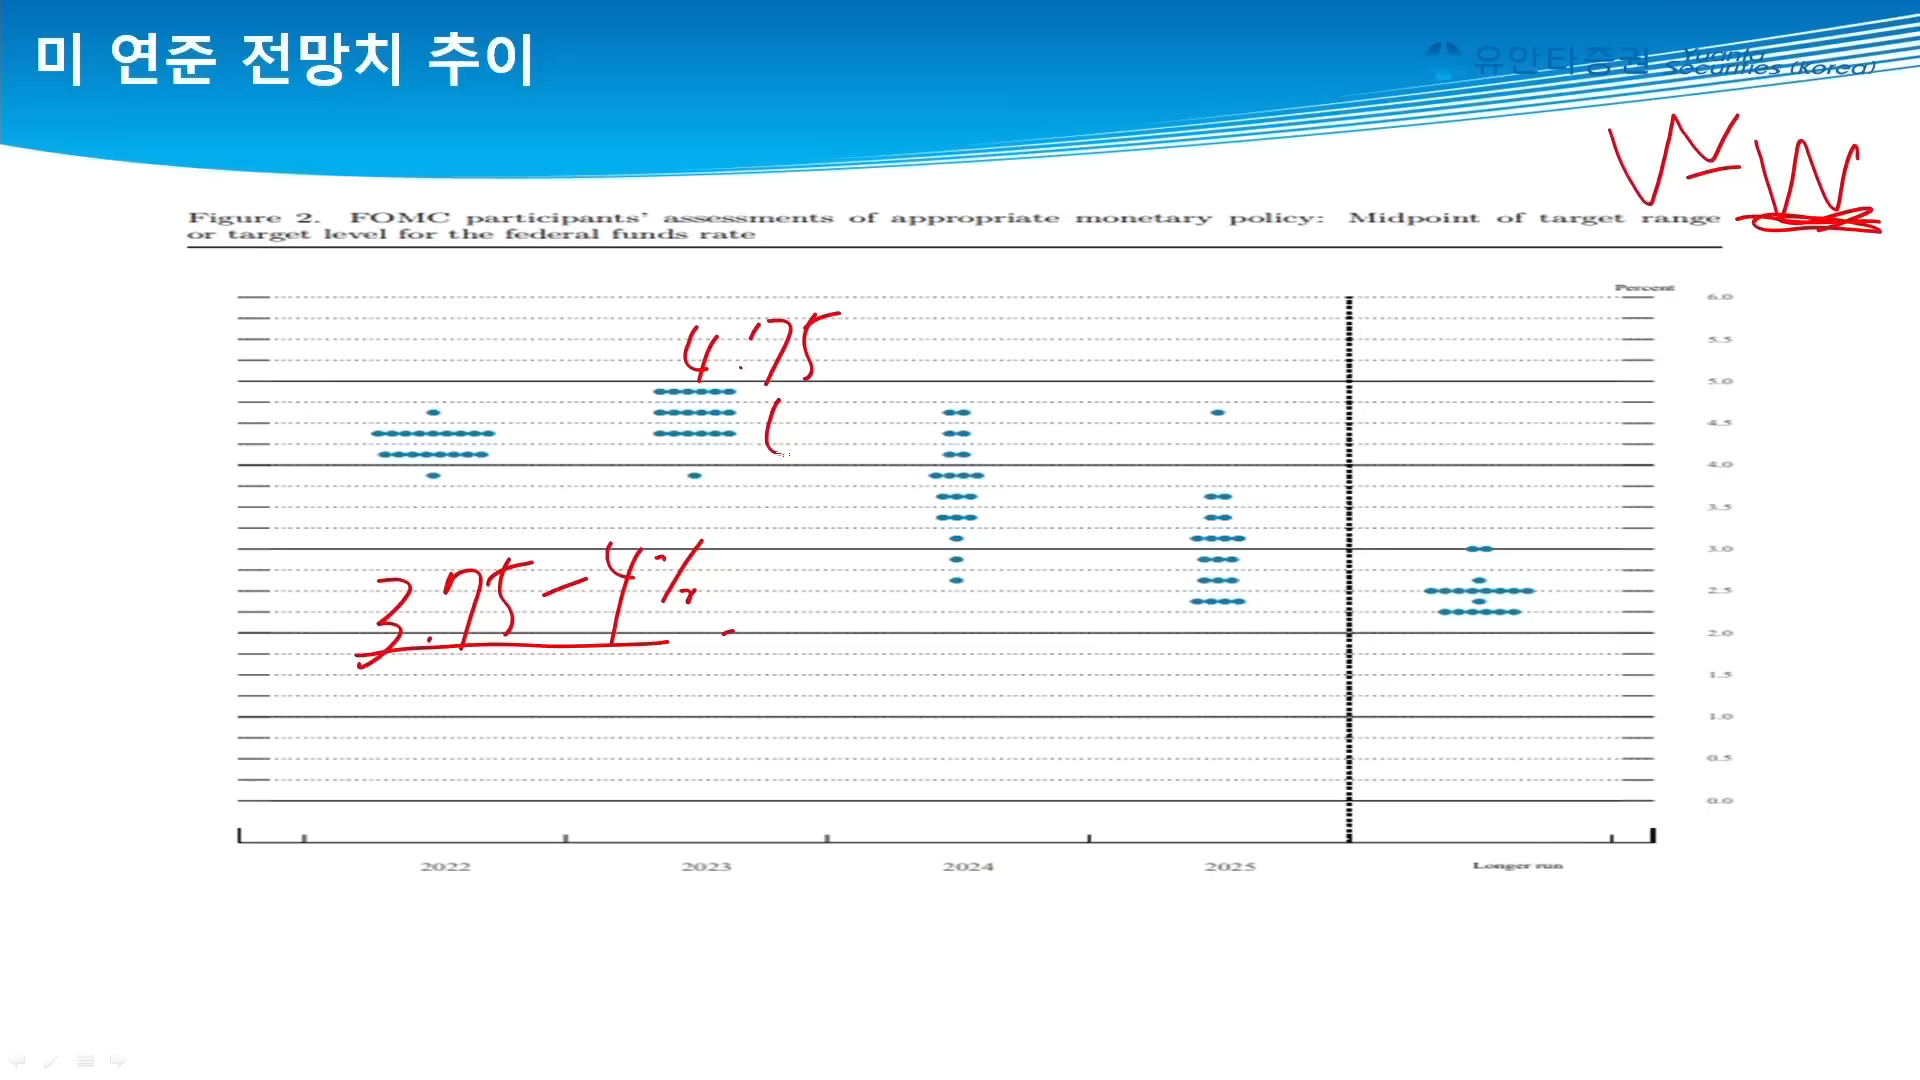 미 연준 전망치 추이
유안타증권 Yuanta Securities (Korea)
Figure 2. FOMC participants' assessments of appropriate monetary policy: Midpoint of target range
or target level for the federal funds rate
Percent
6.0
5.5
5.0
4.5
4.0
3.5
3.0
2.5
2.0
1.5
1.0
0.5
0.0
4.75
3.75-4%
2022 2023 2024 2025 Longer run